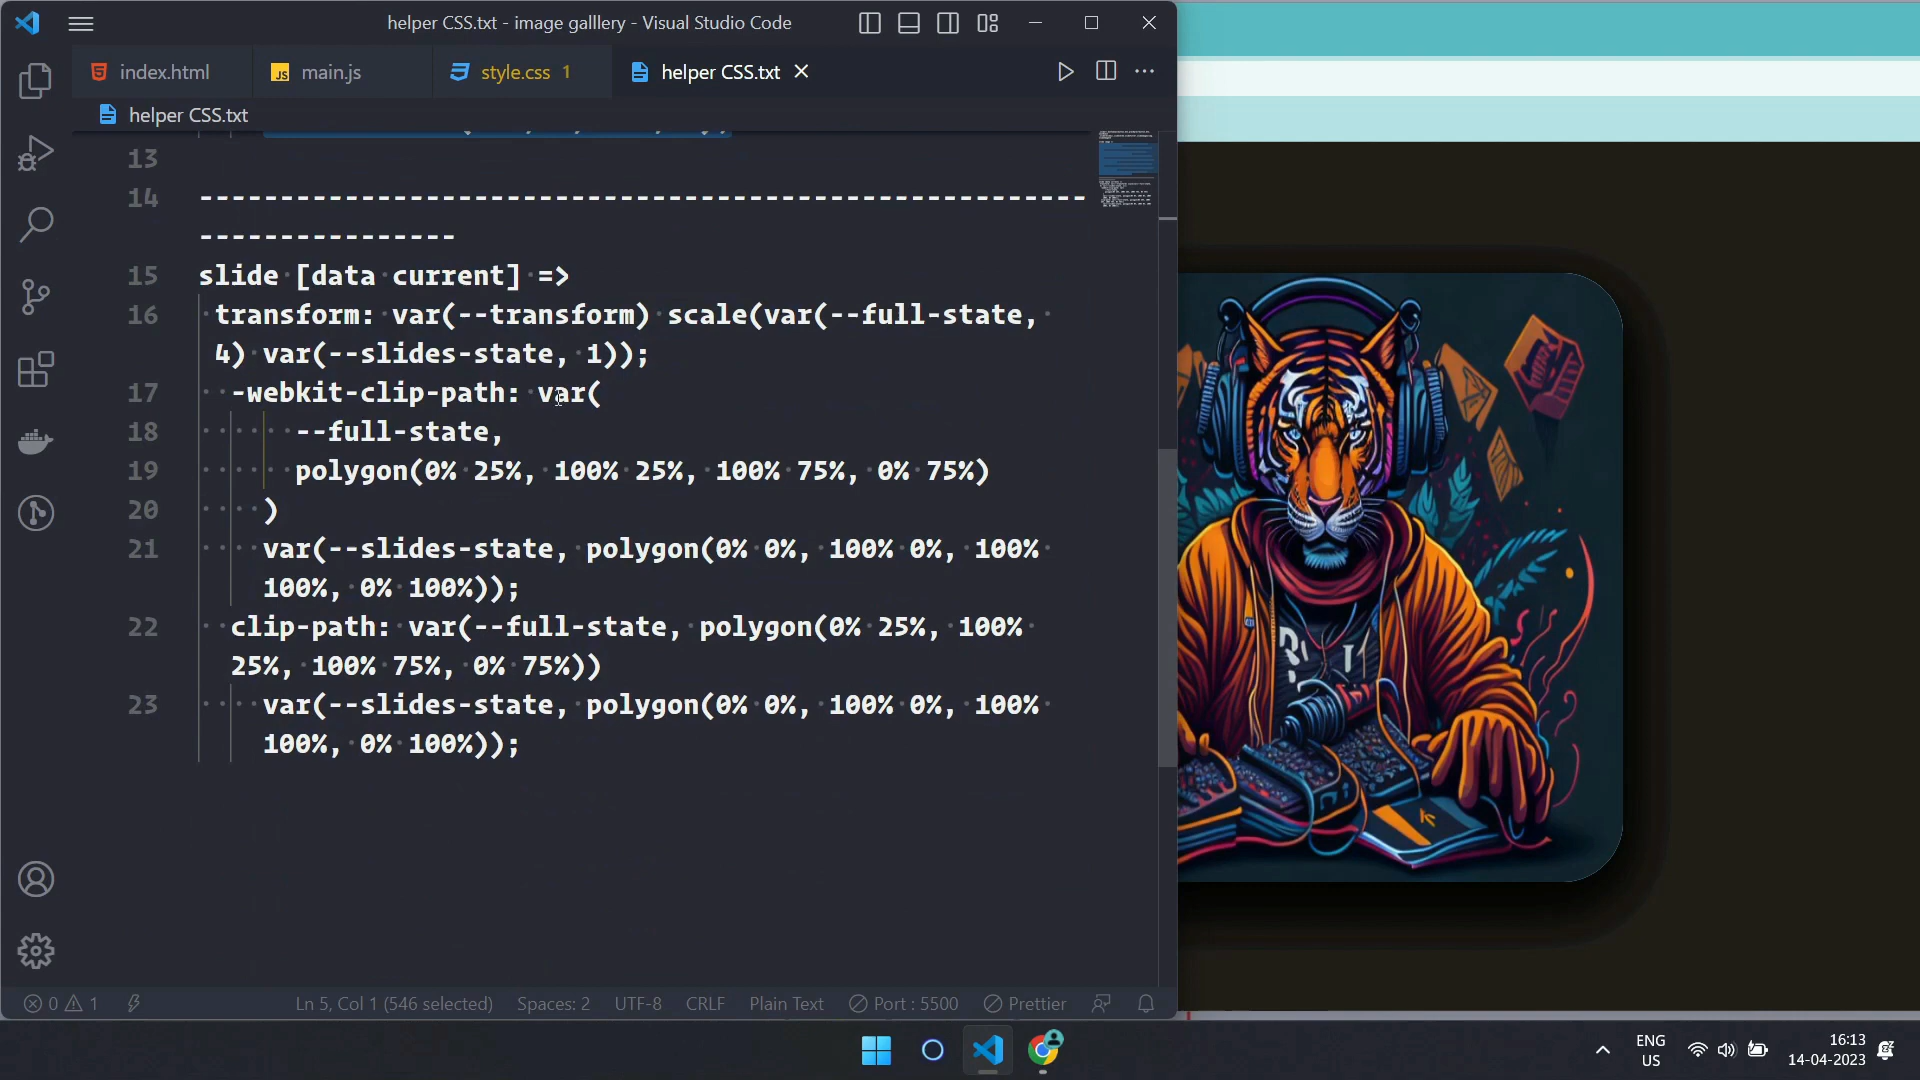 helper CSS.txt - image galllery - Visual Studio Code
index.html
JS main.js
style.css 1
helper CSS.txt
helper CSS.txt
13
14 -------------------------------------------------------
----------------
15 slide [data current] =>
16 transform: var(--transform) scale(var(--full-state,
4) var(--slides-state, 1));
17 -webkit-clip-path: var(
18 --full-state,
19 polygon(0% 25%, 100% 25%, 100% 75%, 0% 75%)
20 )
21 var(--slides-state, polygon(0% 0%, 100% 0%, 100%
100%, 0% 100%));
22 clip-path: var(--full-state, polygon(0% 25%, 100%
25%, 100% 75%, 0% 75%))
23 var(--slides-state, polygon(0% 0%, 100% 0%, 100%
100%, 0% 100%));
0 1 Ln 5, Col 1 (546 selected) Spaces: 2 UTF-8 CRLF Plain Text Port : 5500 Prettier
ENG
US
16:13
14-04-2023